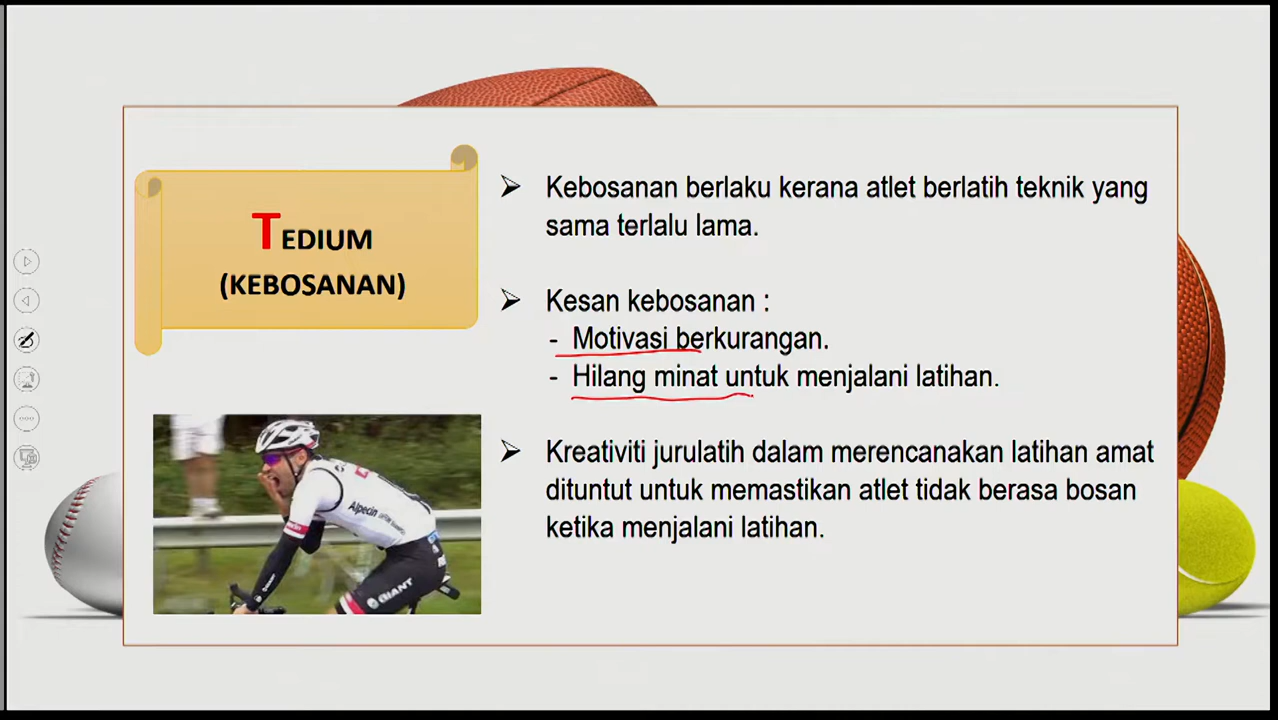 TEDIUM
(KEBOSANAN)
Kebosanan berlaku kerana atlet berlatih teknik yang
sama terlalu lama.
Kesan kebosanan :
- Motivasi berkurangan.
- Hilang minat untuk menjalani latihan.
Kreativiti jurulatih dalam merencanakan latihan amat
dituntut untuk memastikan atlet tidak berasa bosan
ketika menjalani latihan.
Alpecin
GIANT